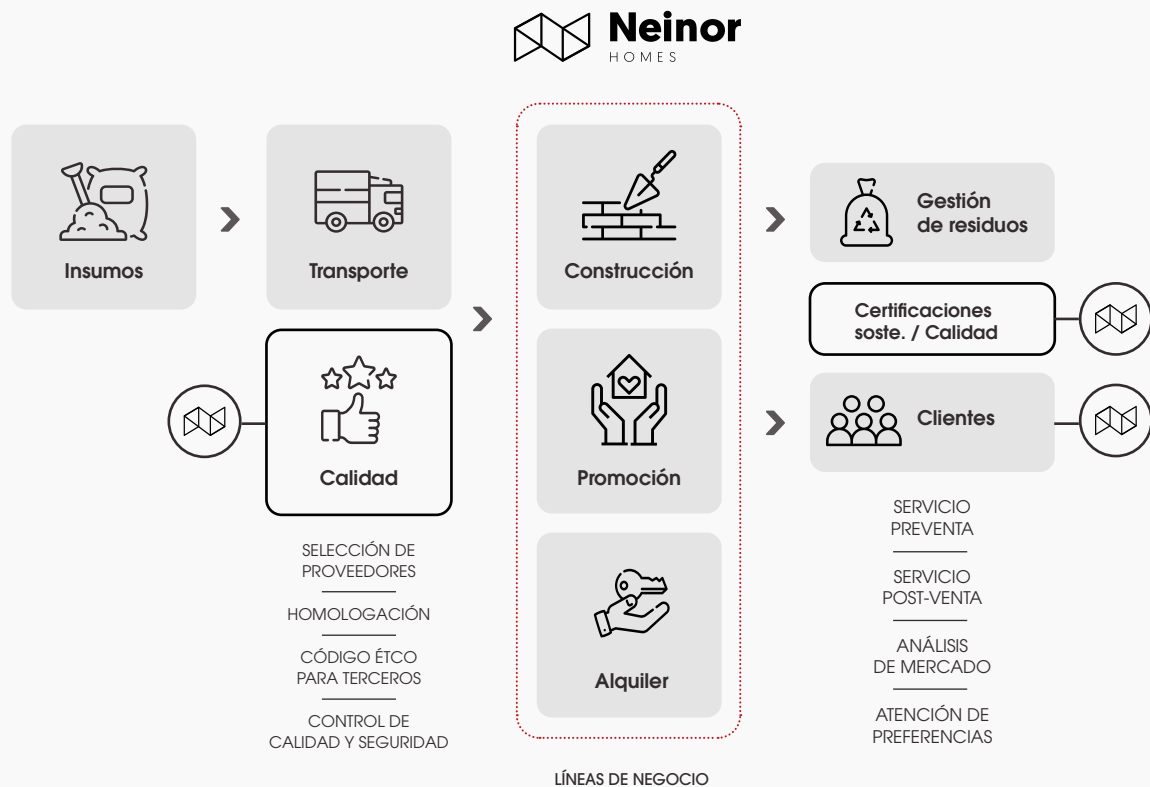 Neinor
HOMES
Insumos
Transporte
Calidad
SELECCIÓN DE
PROVEEDORES
HOMOLOGACIÓN
CÓDIGO ÉTCO
PARA TERCEROS
CONTROL DE
CALIDAD Y SEGURIDAD
Construcción
Promoción
Alquiler
LÍNEAS DE NEGOCIO
Gestión
de residuos
Certificaciones
soste. / Calidad
Clientes
SERVICIO
PREVENTA
SERVICIO
POST-VENTA
ANÁLISIS
DE MERCADO
ATENCIÓN DE
PREFERENCIAS